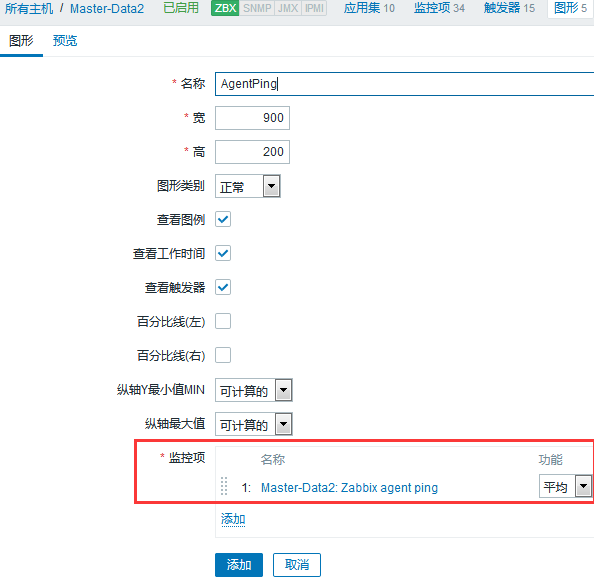 所有主机 / Master-Data2 已启用 ZBX SNMP JMX IPMI 应用集 10 监控项 34 触发器 15 图形 5
图形 预览
* 名称 AgentPing
* 宽 900
* 高 200
图形类别 正常
查看图例
查看工作时间
查看触发器
百分比线(左)
百分比线(右)
纵轴Y最小值MIN 可计算的
纵轴最大值 可计算的
* 监控项 名称 功能
1: Master-Data2: Zabbix agent ping 平均
添加
添加 取消